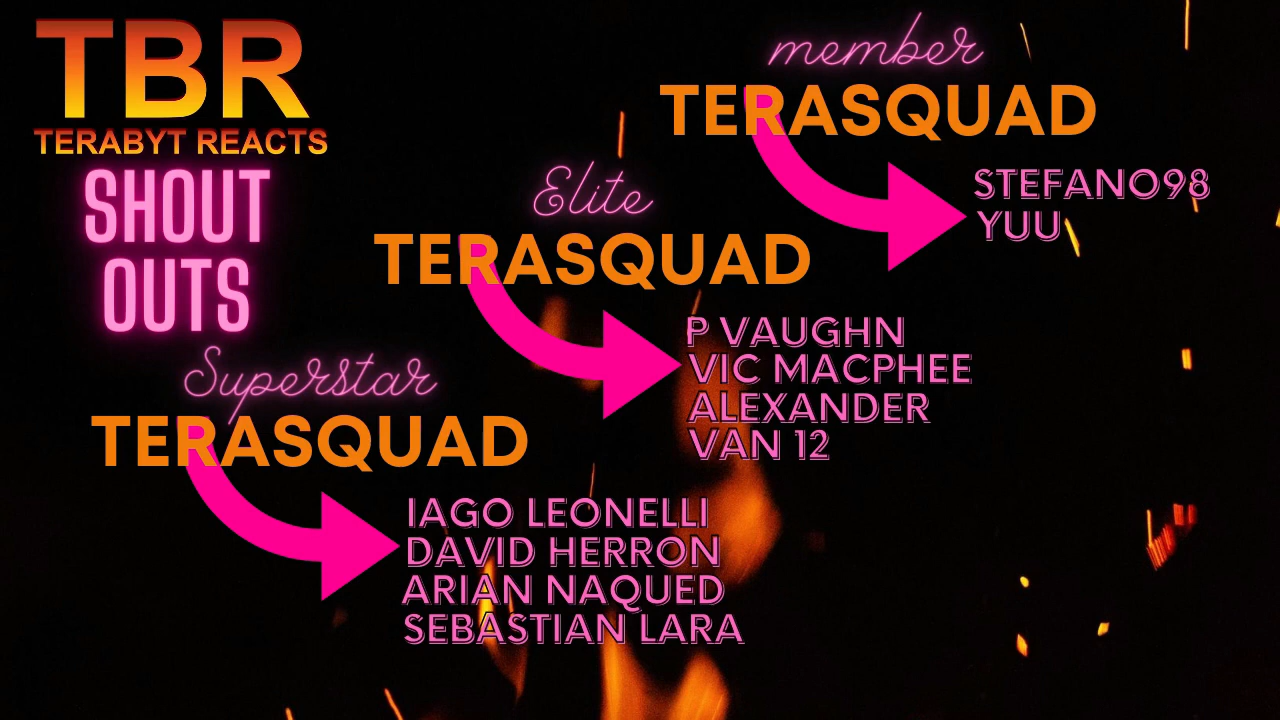 TBR
TERABYT REACTS
SHOUT
OUTS
member
TERASQUAD
STEFANO98
YUU
Elite
TERASQUAD
P VAUGHN
VIC MACPHEE
ALEXANDER
VAN 12
Superstar
TERASQUAD
IAGO LEONELLI
DAVID HERRON
ARIAN NAQUED
SEBASTIAN LARA